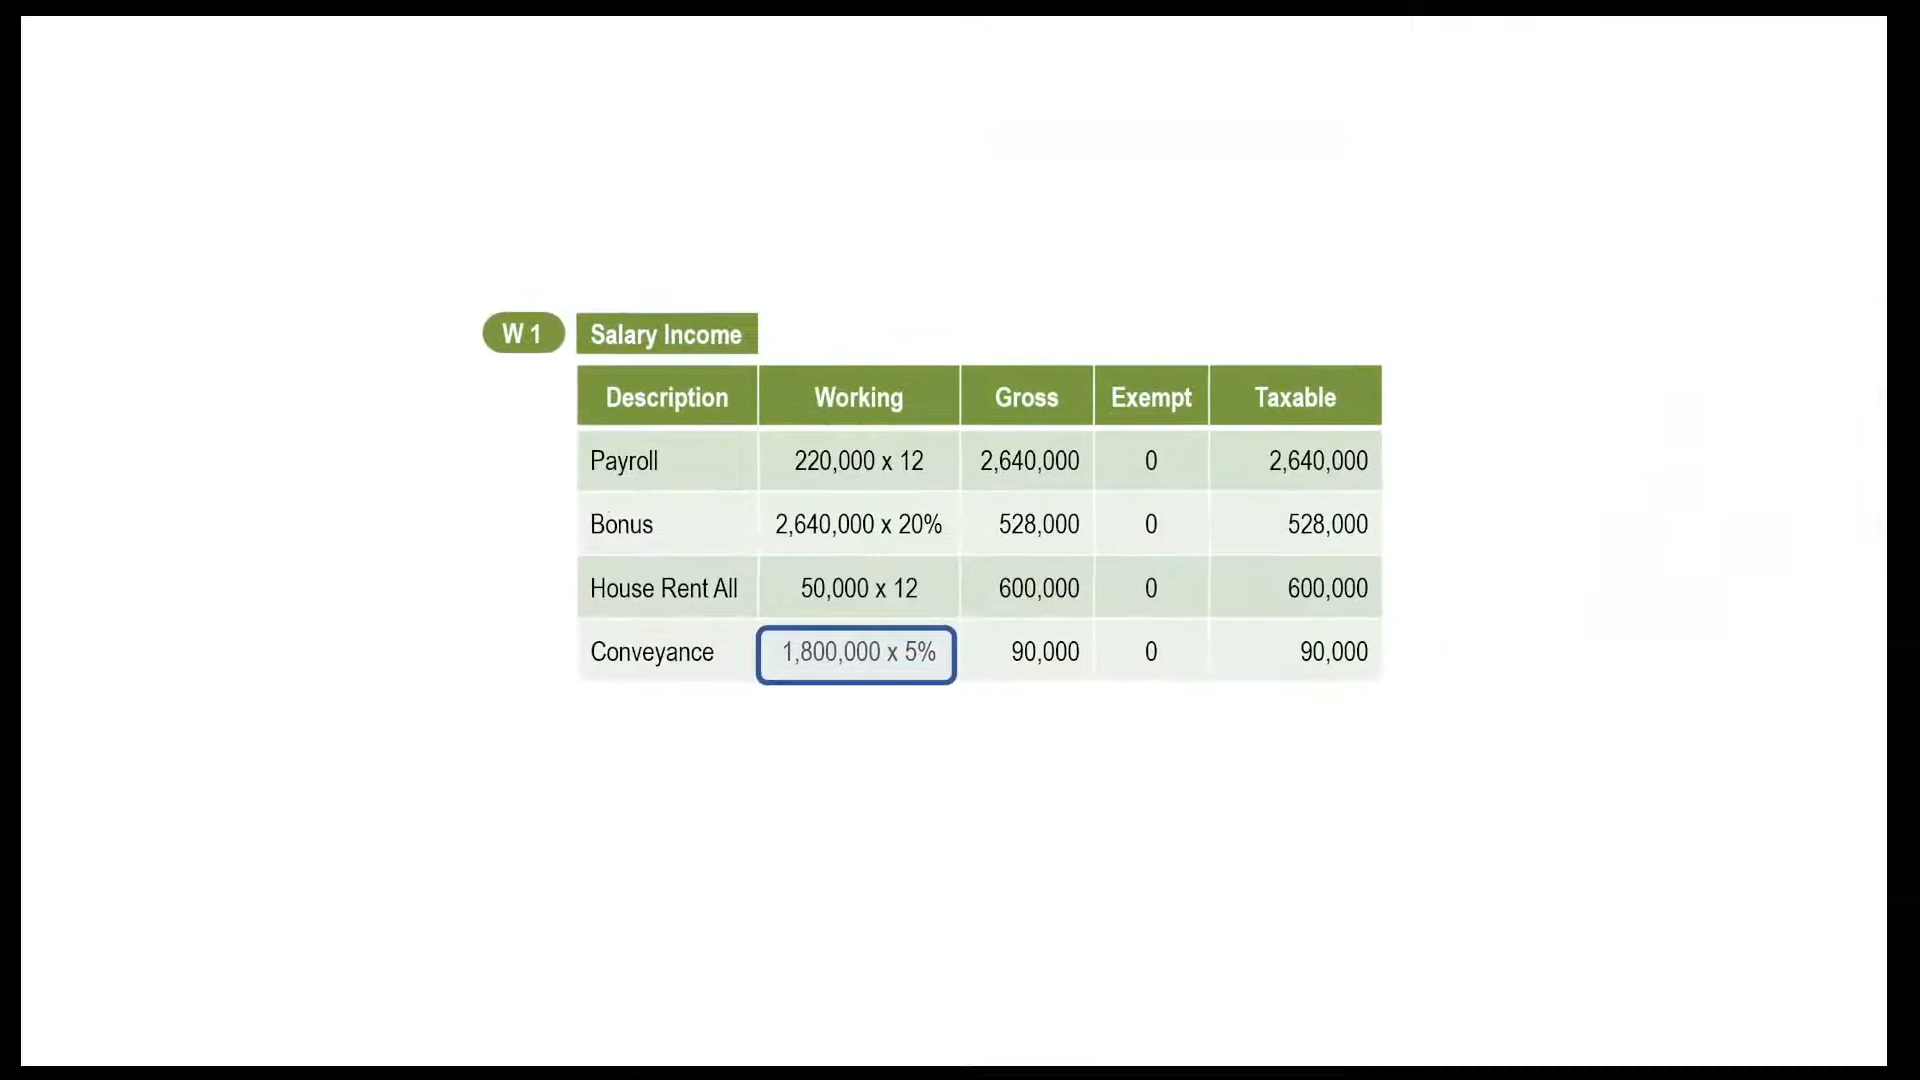 W 1 Salary Income
Description Working Gross Exempt Taxable
Payroll 220,000 x 12 2,640,000 0 2,640,000
Bonus 2,640,000 x 20% 528,000 0 528,000
House Rent All 50,000 x 12 600,000 0 600,000
Conveyance 1,800,000 x 5% 90,000 0 90,000